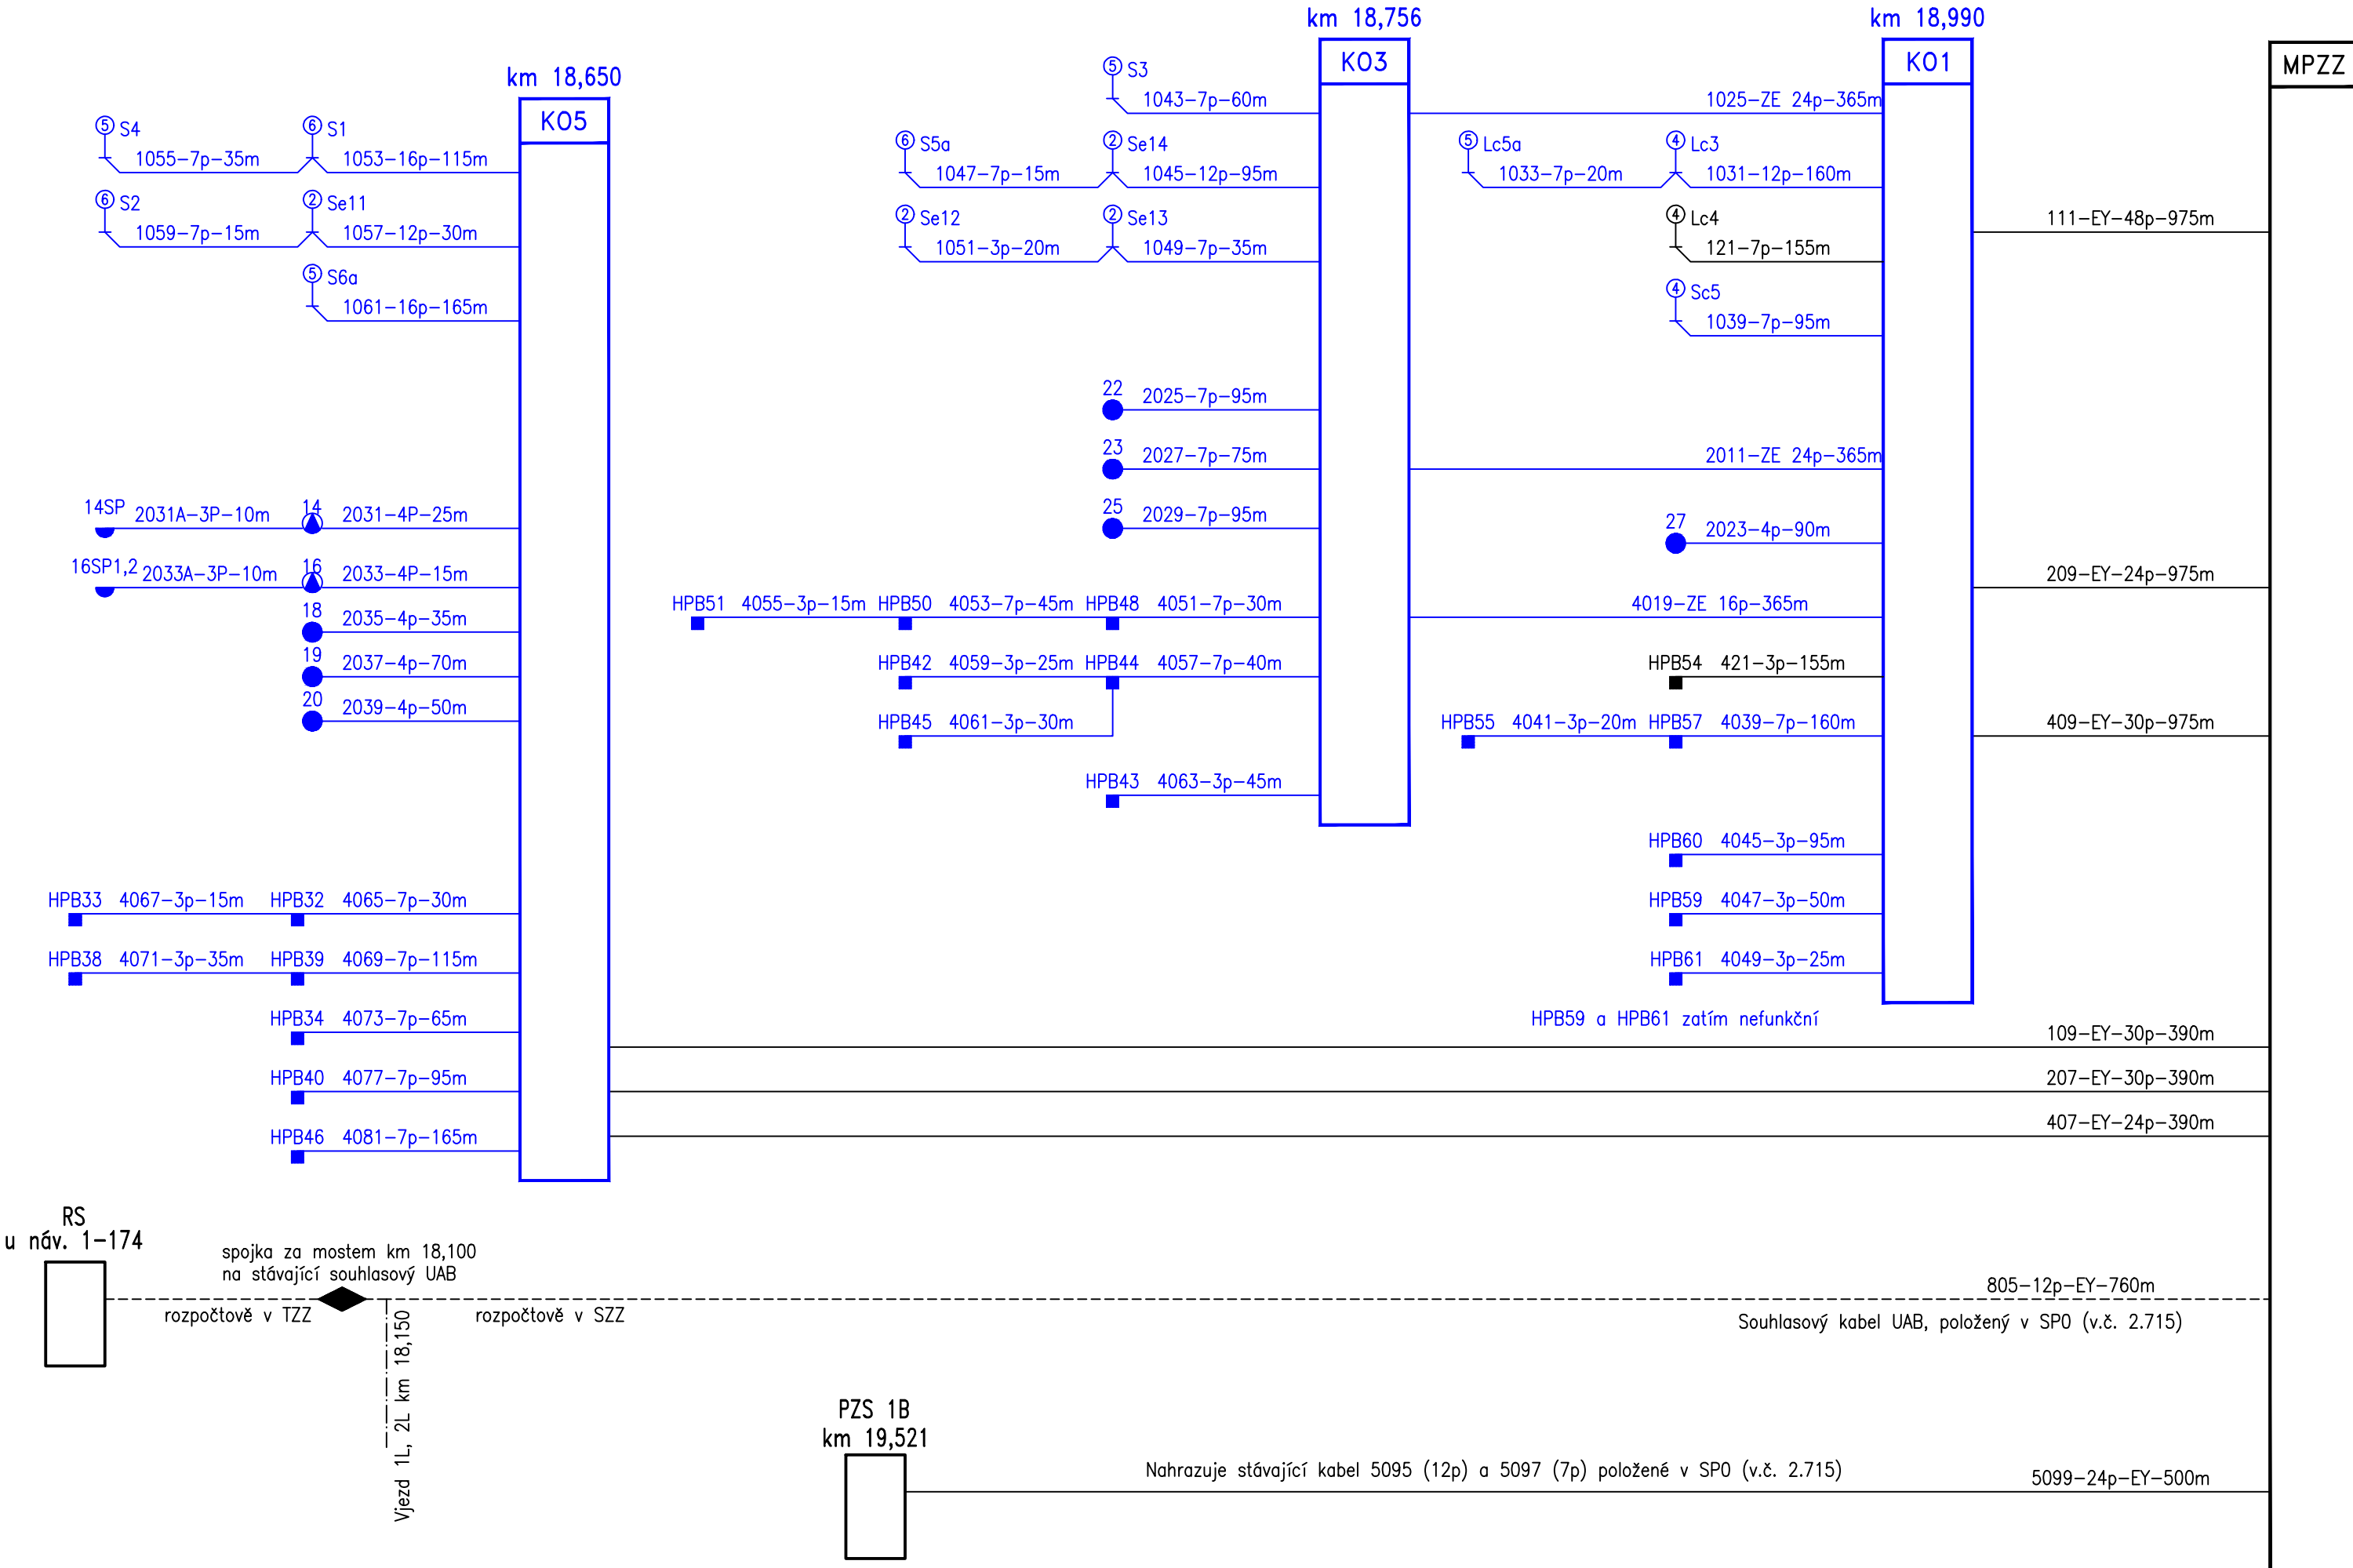 km 18,650
KO5
⑤ S4
1055-7p-35m
⑥ S1
1053-16p-115m
⑥ S2
1059-7p-15m
② Se11
1057-12p-30m
⑤ S6a
1061-16p-165m
14SP
2031A-3P-10m
14
2031-4P-25m
16SP1,2
2033A-3P-10m
16
2033-4P-15m
18
2035-4p-35m
19
2037-4p-70m
20
2039-4p-50m
HPB33 4067-3p-15m
HPB32 4065-7p-30m
HPB38 4071-3p-35m
HPB39 4069-7p-115m
HPB34 4073-7p-65m
HPB40 4077-7p-95m
HPB46 4081-7p-165m
km 18,756
KO3
⑤ S3
1043-7p-60m
⑥ S5a
1047-7p-15m
② Se14
1045-12p-95m
② Se12
1051-3p-20m
② Se13
1049-7p-35m
22
2025-7p-95m
23
2027-7p-75m
25
2029-7p-95m
HPB51 4055-3p-15m
HPB50 4053-7p-45m
HPB48 4051-7p-30m
HPB42 4059-3p-25m
HPB44 4057-7p-40m
HPB45 4061-3p-30m
HPB43 4063-3p-45m
km 18,990
KO1
1025-ZE 24p-365m
⑤ Lc5a
1033-7p-20m
④ Lc3
1031-12p-160m
④ Lc4
121-7p-155m
④ Sc5
1039-7p-95m
2011-ZE 24p-365m
27
2023-4p-90m
4019-ZE 16p-365m
HPB54 421-3p-155m
HPB55 4041-3p-20m
HPB57 4039-7p-160m
HPB60 4045-3p-95m
HPB59 4047-3p-50m
HPB61 4049-3p-25m
HPB59 a HPB61 zatím nefunkční
MPZZ
111-EY-48p-975m
209-EY-24p-975m
409-EY-30p-975m
109-EY-30p-390m
207-EY-30p-390m
407-EY-24p-390m
RS
u náv. 1-174
spojka za mostem km 18,100
na stávající souhlasový UAB
rozpočtově v TZZ
rozpočtově v SZZ
Vjezd 1L, 2L km 18,150
805-12p-EY-760m
Souhlasový kabel UAB, položený v SPO (v.č. 2.715)
PZS 1B
km 19,521
Nahrazuje stávající kabel 5095 (12p) a 5097 (7p) položené v SPO (v.č. 2.715)
5099-24p-EY-500m